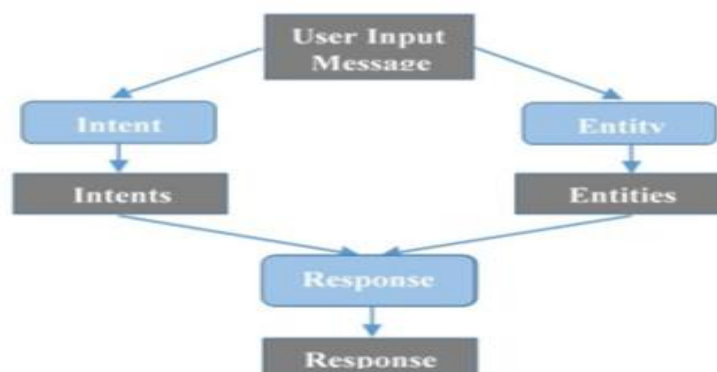 User Input
Message
Intent
Entity
Intents
Entities
Response
Response